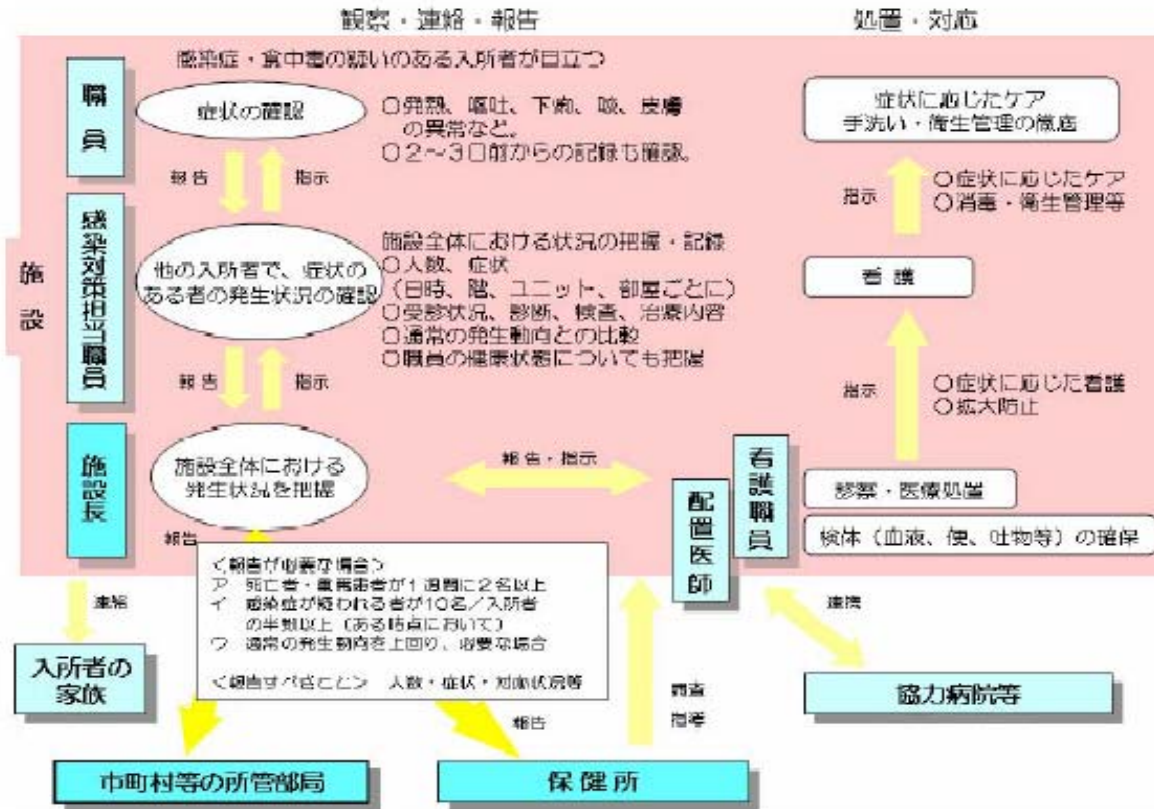 観察・連絡・報告
処置・対応
感染症・食中毒の疑いのある入所者が目立つ
施設
職員
症状の確認
○発熱、嘔吐、下痢、咳、皮膚
の異常など。
○2～3日前からの記録も確認。
報告
指示
感染対策担当職員
他の入所者で、症状の
ある者の発生状況の確認
施設全体における状況の把握・記録
○人数、症状
（日時、階、ユニット、部屋ごとに）
○受診状況、診断、検査、治療内容
○通常の発生動向との比較
○職員の健康状態についても把握
報告
指示
施設長
施設全体における
発生状況を把握
報告・指示
報告
＜報告が必要な場合＞
ア 死亡者・重篤患者が1週間に2名以上
イ 感染症が疑われる者が10名／入所者
の半数以上（ある時点において）
ウ 通常の発生動向を上回り、必要な場合
＜報告すべきこと＞ 人数・症状・対応状況等
連絡
入所者の
家族
市町村等の所管部局
報告
保健所
調査
指導
症状に応じたケア
手洗い・衛生管理の徹底
指示
○症状に応じたケア
○消毒・衛生管理等
看護
指示
○症状に応じた看護
○拡大防止
看護職員
配置医師
診察・医療処置
検体（血液、便、吐物等）の確保
連携
協力病院等